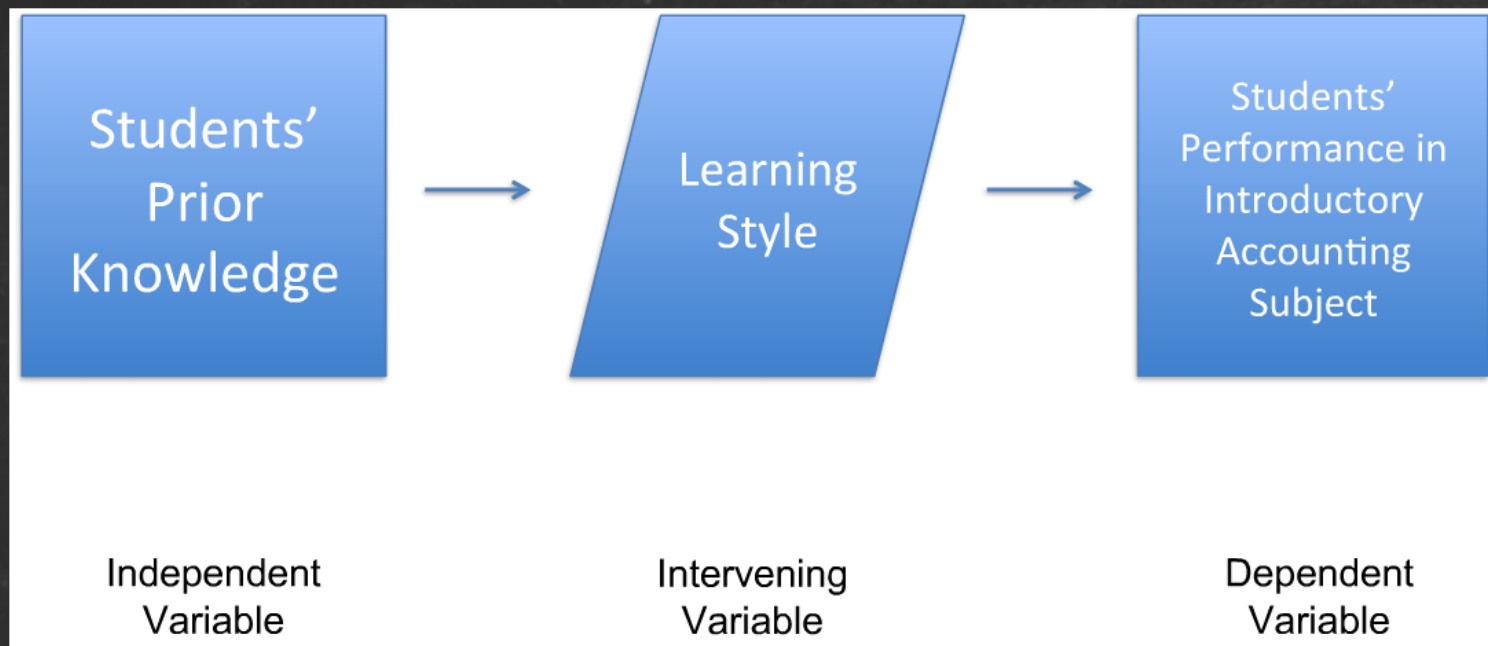 Students’
Prior
Knowledge
Learning
Style
Students’
Performance in
Introductory
Accounting
Subject
Independent
Variable
Intervening
Variable
Dependent
Variable